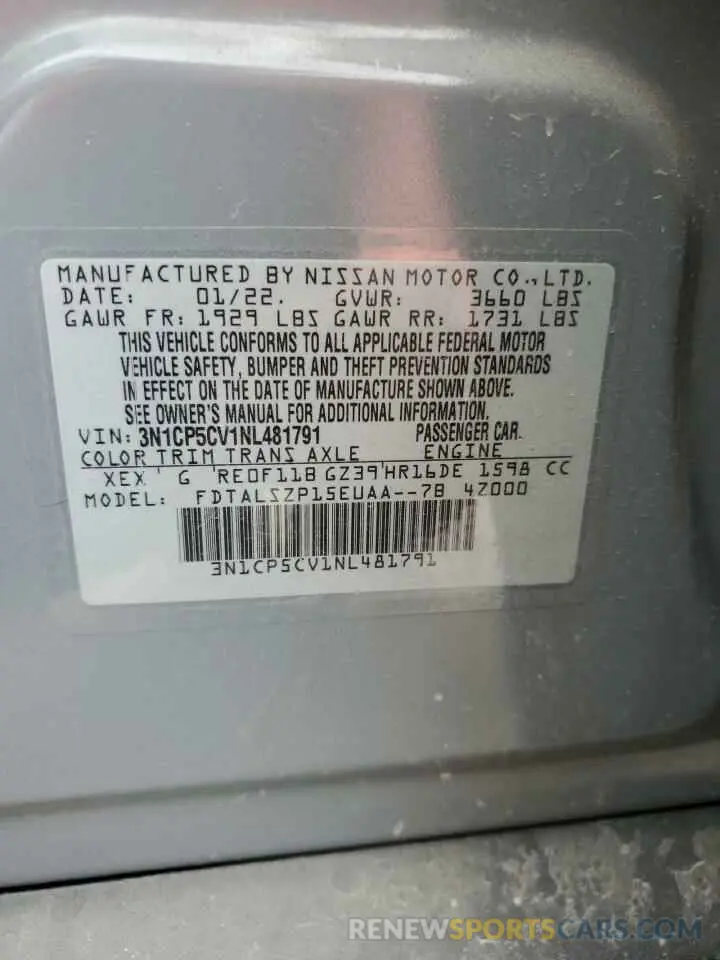 MANUFACTURED BY NISSAN MOTOR CO.,LTD.
DATE: 01/22. GVWR: 3660 LBS
GAWR FR: 1929 LBS GAWR RR: 1731 LBS
THIS VEHICLE CONFORMS TO ALL APPLICABLE FEDERAL MOTOR
VEHICLE SAFETY, BUMPER AND THEFT PREVENTION STANDARDS
IN EFFECT ON THE DATE OF MANUFACTURE SHOWN ABOVE.
SEE OWNER'S MANUAL FOR ADDITIONAL INFORMATION.
VIN: 3N1CP5CV1NL481791 PASSENGER CAR.
COLOR TRIM TRANS AXLE ENGINE
XEX G RE0F11B GZ39 HR16DE 1598 CC
MODEL: FDTALSZP15EUAA--7B 4Z000
3N1CP5CV1NL481791
RENEWSPORTSCARS.COM